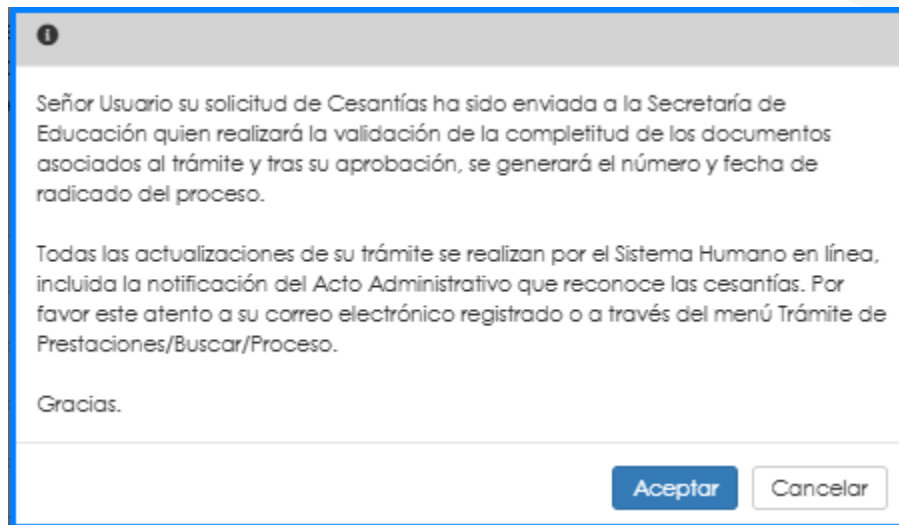 Señor Usuario su solicitud de Cesantías ha sido enviada a la Secretaría de
Educación quien realizará la validación de la completitud de los documentos
asociados al trámite y tras su aprobación, se generará el número y fecha de
radicado del proceso.
Todas las actualizaciones de su trámite se realizan por el Sistema Humano en línea,
incluida la notificación del Acto Administrativo que reconoce las cesantías. Por
favor este atento a su correo electrónico registrado o a través del menú Trámite de
Prestaciones/Buscar/Proceso.
Gracias.
Aceptar Cancelar